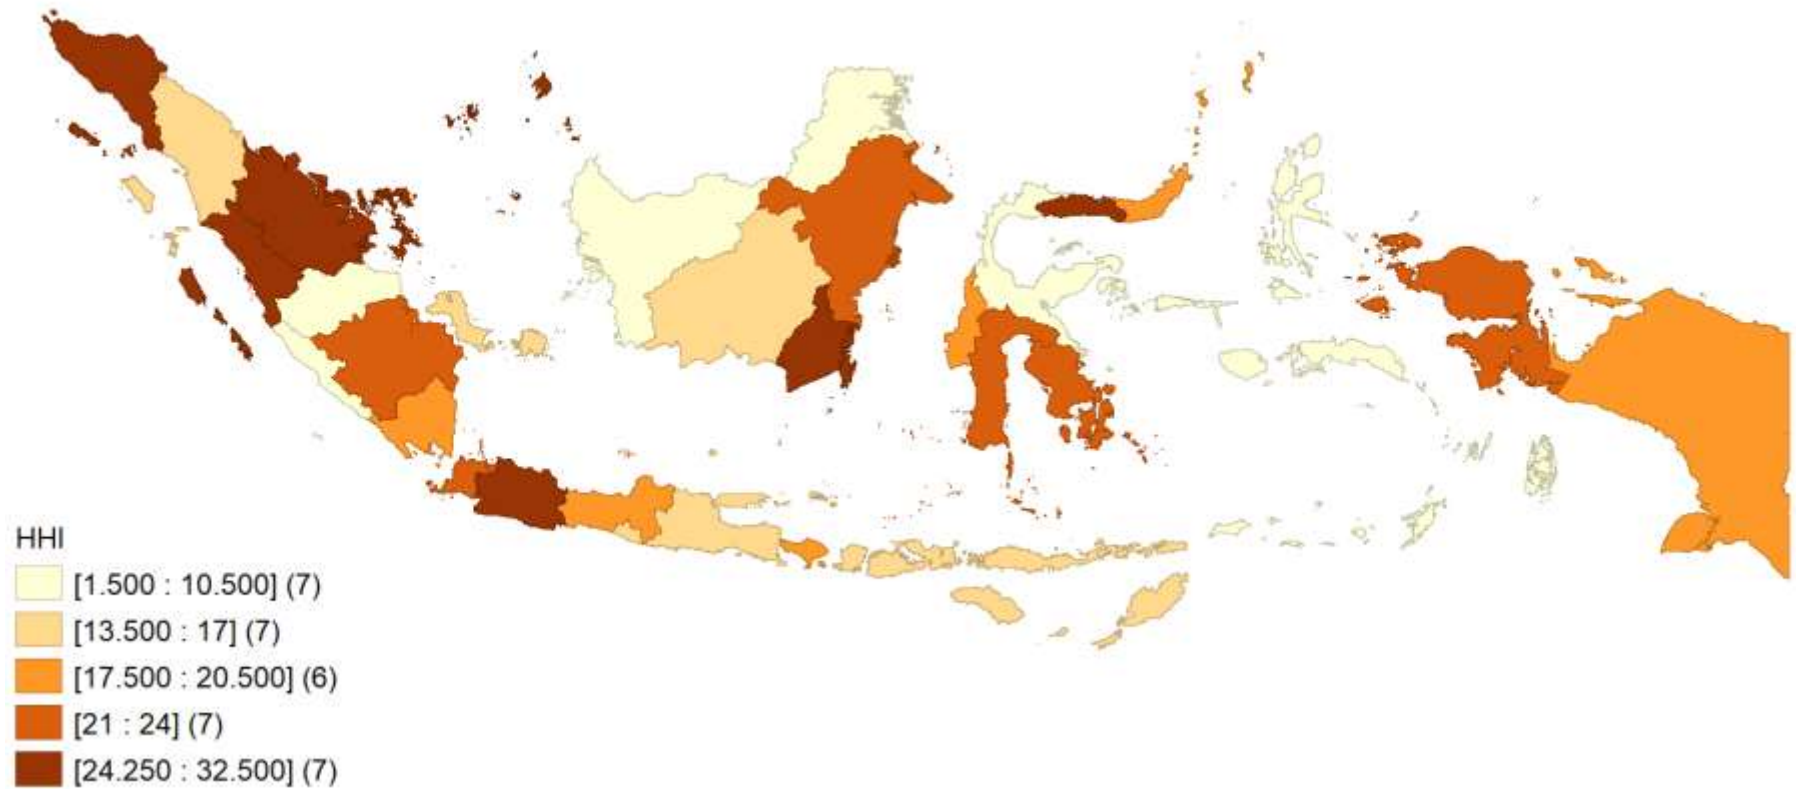 HHI
[1.500 : 10.500] (7)
[13.500 : 17] (7)
[17.500 : 20.500] (6)
[21 : 24] (7)
[24.250 : 32.500] (7)